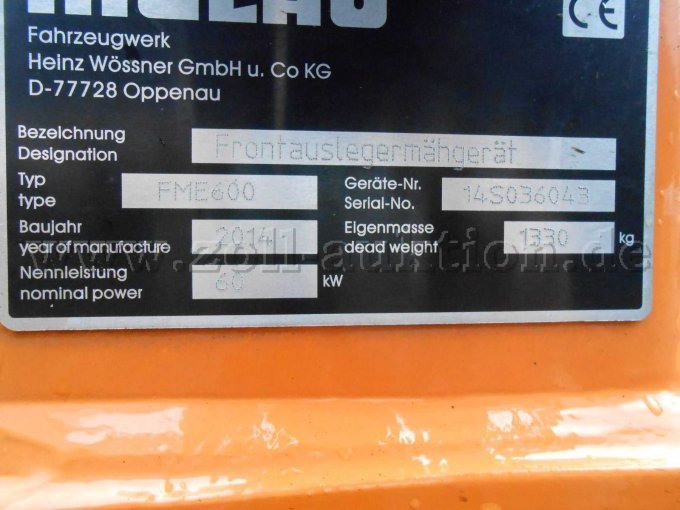 CE
Fahrzeugwerk
Heinz Wössner GmbH u. Co KG
D-77728 Oppenau
Bezeichnung
Designation
Frontauslegermähgerät
Typ
type
FME600
Geräte-Nr.
Serial-No.
14S036043
Baujahr
year of manufacture
2014
Eigenmasse
dead weight
1330 kg
www.zoll-auktion.de
Nennleistung
nominal power
60 kW